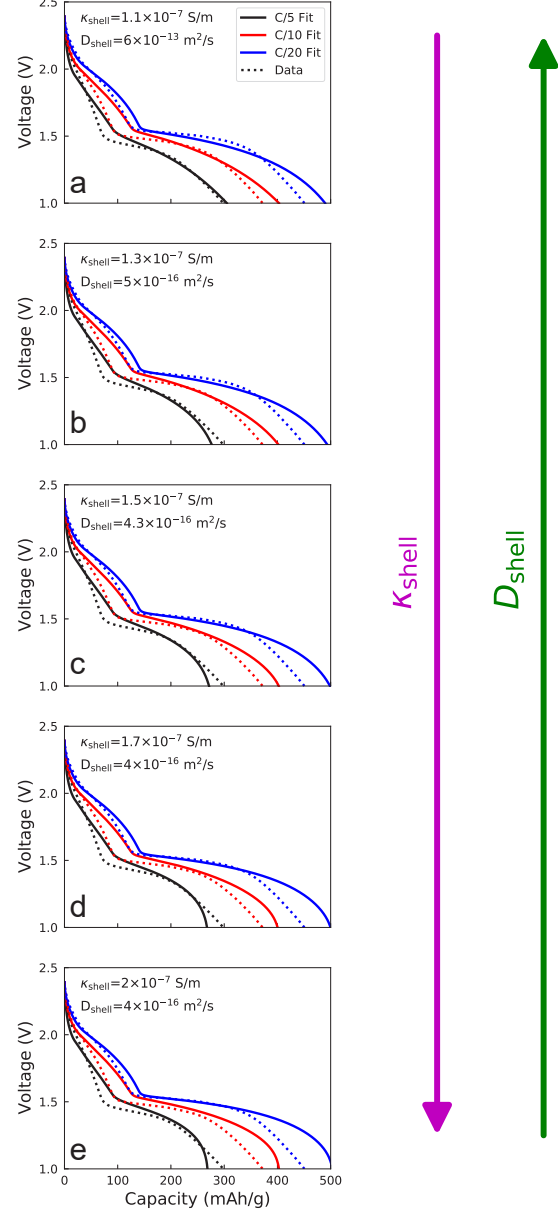 2.5
2.0
1.5
1.0
Voltage (V)
κshell=1.1×10⁻⁷ S/m
Dshell=6×10⁻¹³ m²/s
C/5 Fit
C/10 Fit
C/20 Fit
Data
a
2.5
2.0
1.5
1.0
Voltage (V)
κshell=1.3×10⁻⁷ S/m
Dshell=5×10⁻¹⁶ m²/s
b
2.5
2.0
1.5
1.0
Voltage (V)
κshell=1.5×10⁻⁷ S/m
Dshell=4.3×10⁻¹⁶ m²/s
c
2.5
2.0
1.5
1.0
Voltage (V)
κshell=1.7×10⁻⁷ S/m
Dshell=4×10⁻¹⁶ m²/s
d
2.5
2.0
1.5
1.0
Voltage (V)
κshell=2×10⁻⁷ S/m
Dshell=4×10⁻¹⁶ m²/s
e
0 100 200 300 400 500
Capacity (mAh/g)
κshell
Dshell